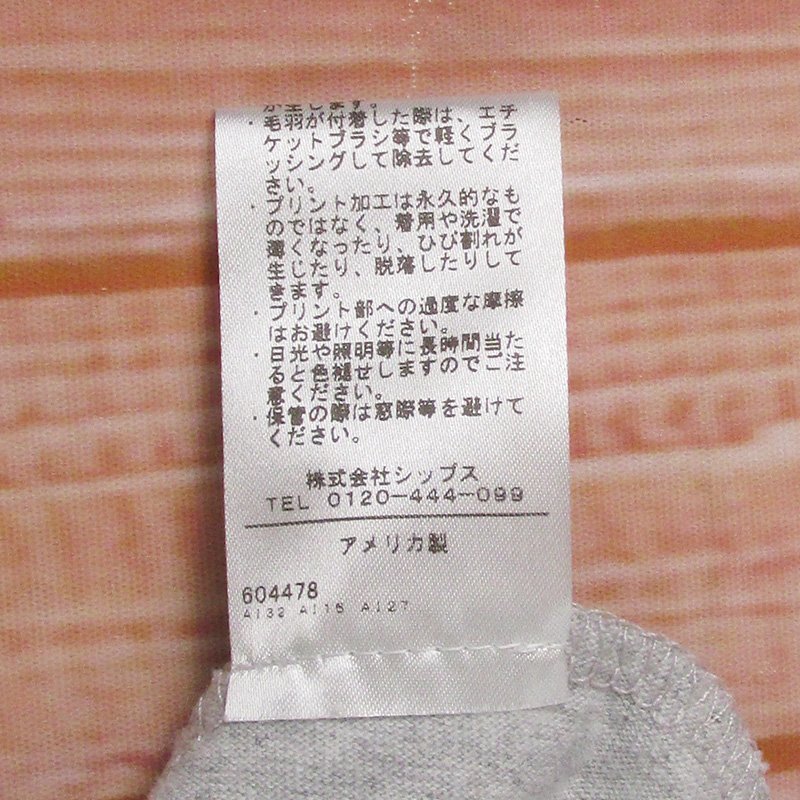 が生じます。
・毛羽が付着した際は、エチ
ケットブラシ等で軽くブラ
ッシングして除去してくだ
さい。
・プリント加工は永久的なも
のではなく、着用や洗濯で
薄くなったり、ひび割れが
生じたり、脱落したりして
きます。
・プリント部への過度な摩擦
はお避けください。
・日光や照明等に長時間当た
ると色褪せしますのでご注
意ください。
・保管の際は窓際等を避けて
ください。
株式会社シップス
TEL 0120-444-099
アメリカ製
604478
A132 A116 A127